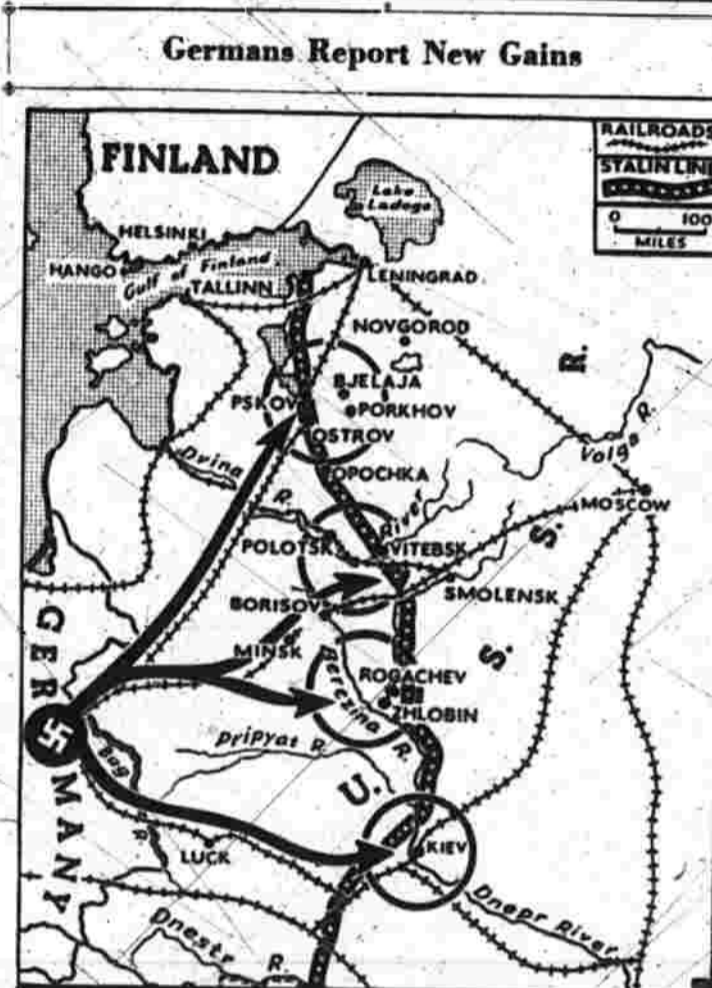 Germans Report New Gains
RAILROADS
STALIN LINE
0 100
MILES
FINLAND
Lake
Ladoga
HELSINKI
HANGO
Gulf of Finland
TALLINN
LENINGRAD
NOVGOROD
R.
BJELAJA
PSKOV
PORKHOV
OSTROV
Volga R.
Dvina
R.
OPOCHKA
River
MOSCOW
S.
POLOTSK
VITEBSK
SMOLENSK
BORISOV
MINSK
S.
GERMANY
Berezina R.
ROGACHEV
ZHLOBIN
Pripyat R.
Bug
R.
U.
KIEV
LUCK
Dnepr River
Dnestr R.